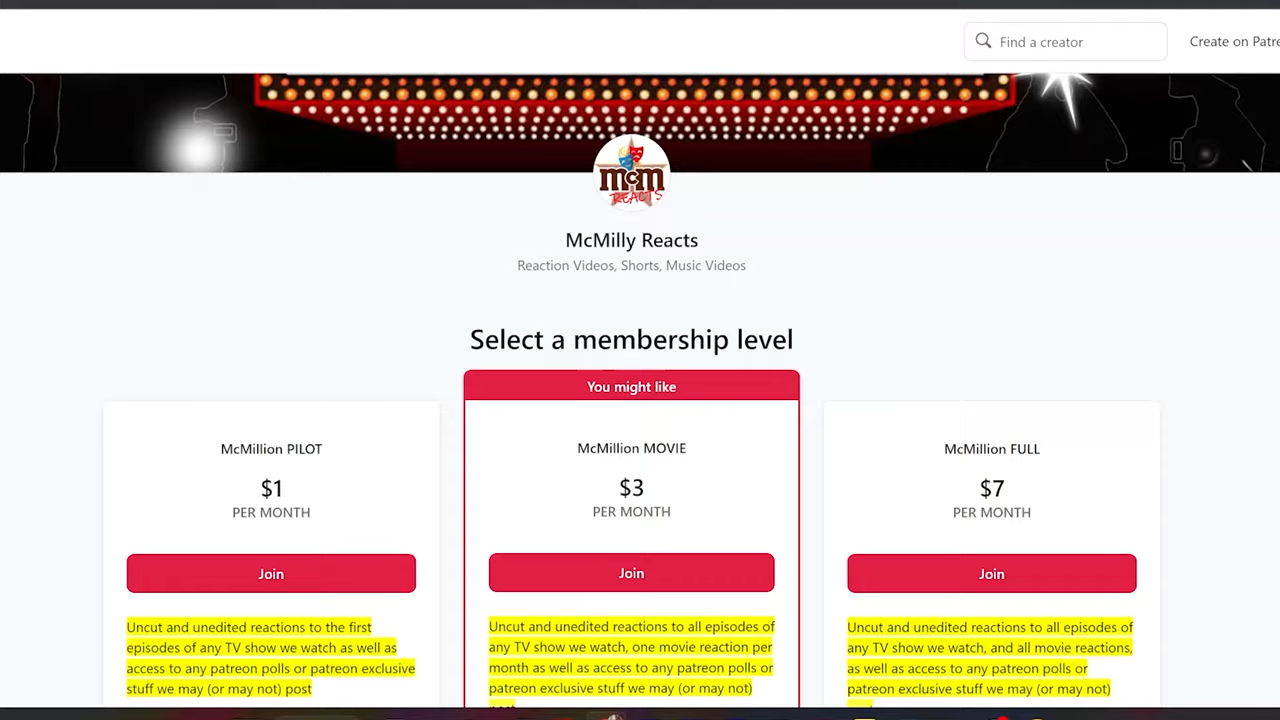 Find a creator
Create on Patre
mcm
REACTS
McMilly Reacts
Reaction Videos, Shorts, Music Videos
Select a membership level
You might like
McMillion PILOT
$1
PER MONTH
Join
Uncut and unedited reactions to the first
episodes of any TV show we watch as well as
access to any patreon polls or patreon exclusive
stuff we may (or may not) post
McMillion MOVIE
$3
PER MONTH
Join
Uncut and unedited reactions to all episodes of
any TV show we watch, one movie reaction per
month as well as access to any patreon polls or
patreon exclusive stuff we may (or may not)
McMillion FULL
$7
PER MONTH
Join
Uncut and unedited reactions to all episodes of
any TV show we watch, and all movie reactions,
as well as access to any patreon polls or
patreon exclusive stuff we may (or may not)